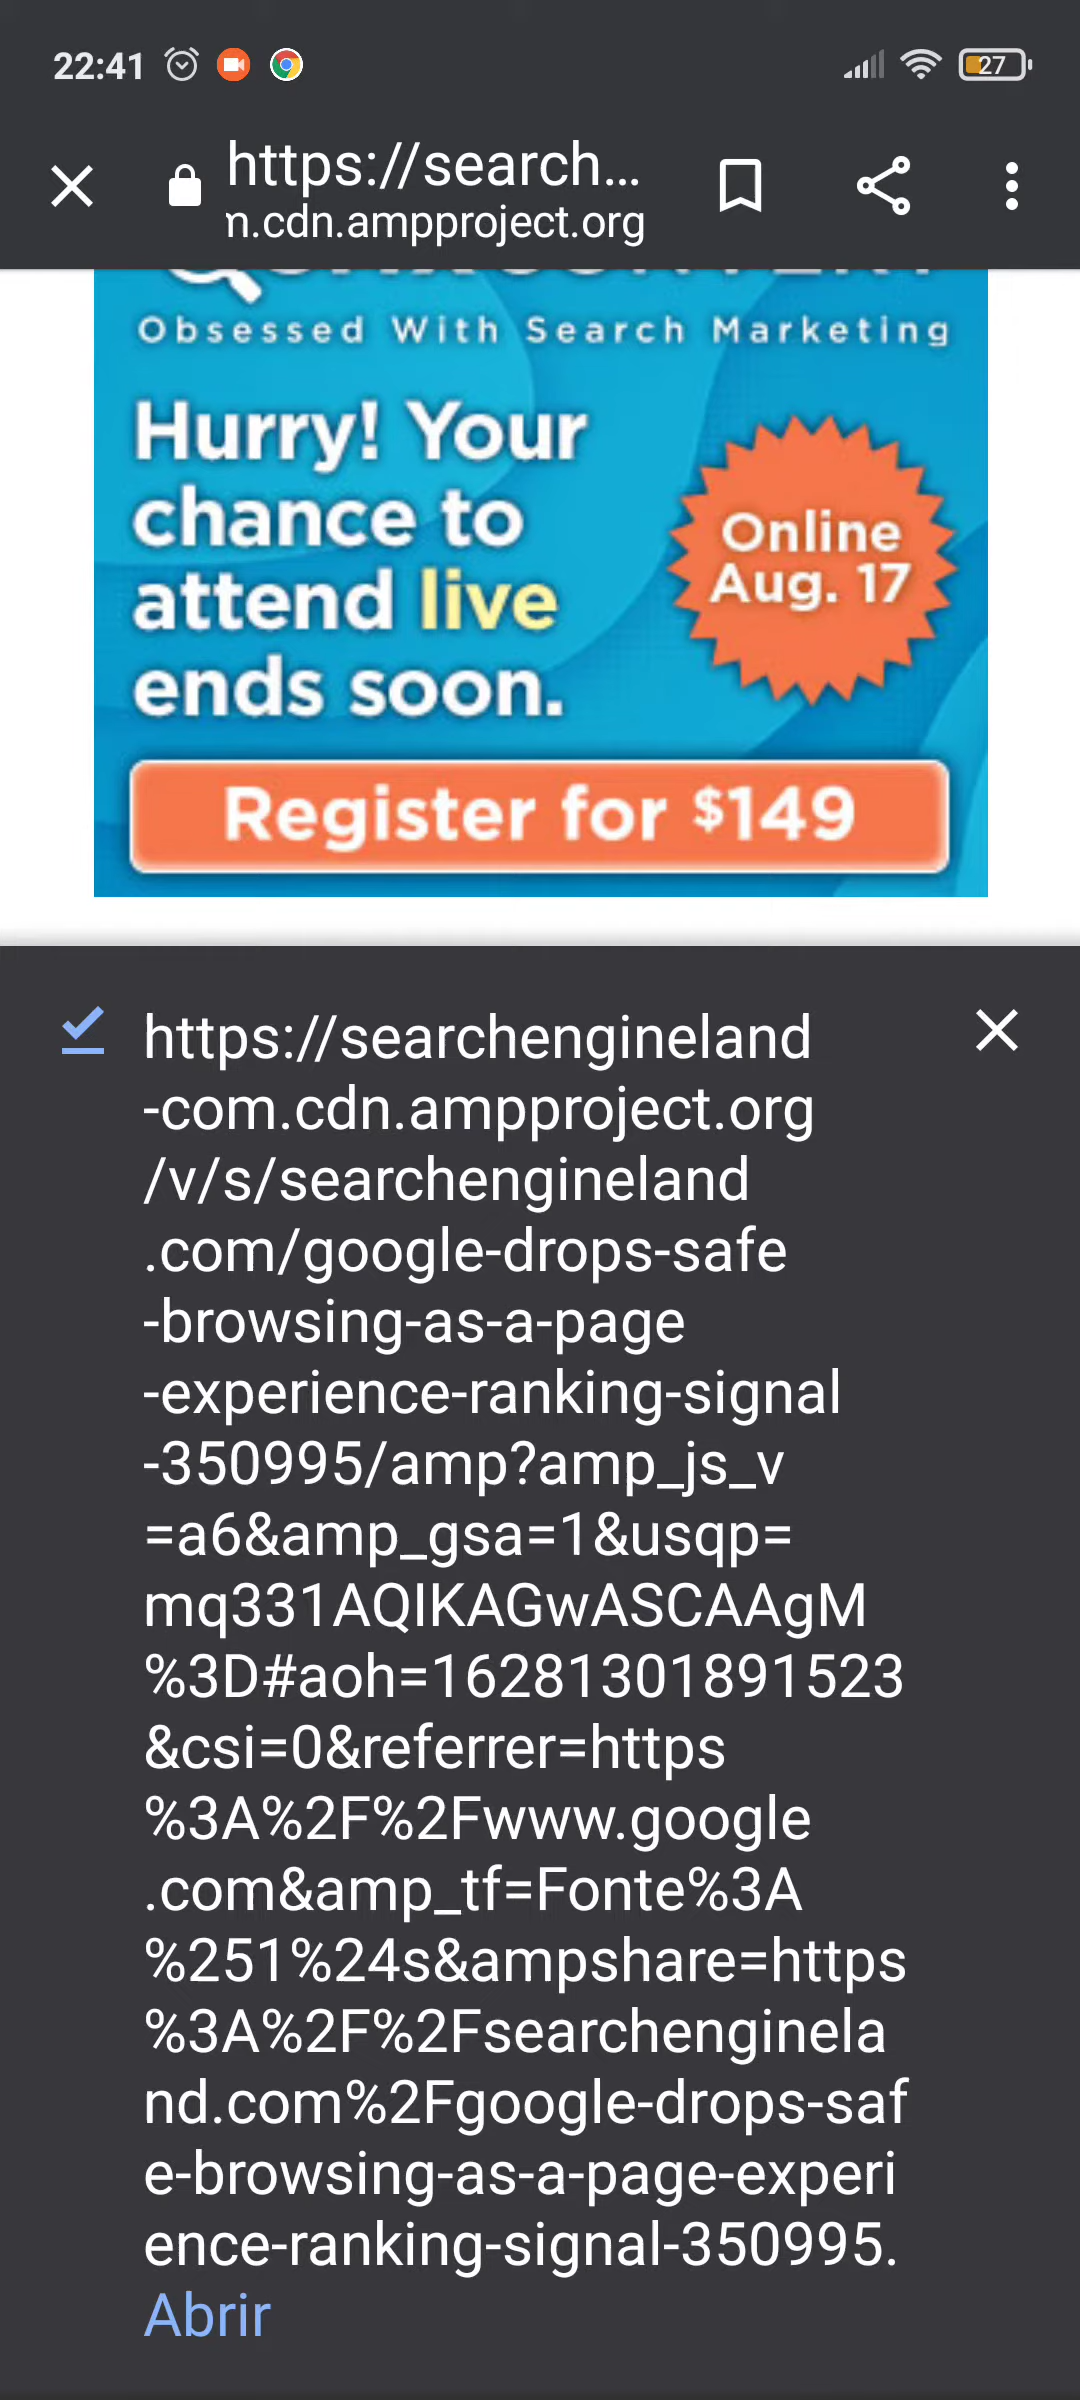 22:41
27
https://search...
n.cdn.ampproject.org
Obsessed With Search Marketing
Hurry! Your
chance to
attend live
ends soon.
Online
Aug. 17
Register for $149
https://searchengineland
-com.cdn.ampproject.org
/v/s/searchengineland
.com/google-drops-safe
-browsing-as-a-page
-experience-ranking-signal
-350995/amp?amp_js_v
=a6&amp_gsa=1&usqp=
mq331AQIKAGwASCAAgM
%3D#aoh=16281301891523
&csi=0&referrer=https
%3A%2F%2Fwww.google
.com&amp_tf=Fonte%3A
%251%24s&ampshare=https
%3A%2F%2Fsearchenginela
nd.com%2Fgoogle-drops-saf
e-browsing-as-a-page-experi
ence-ranking-signal-350995.
Abrir